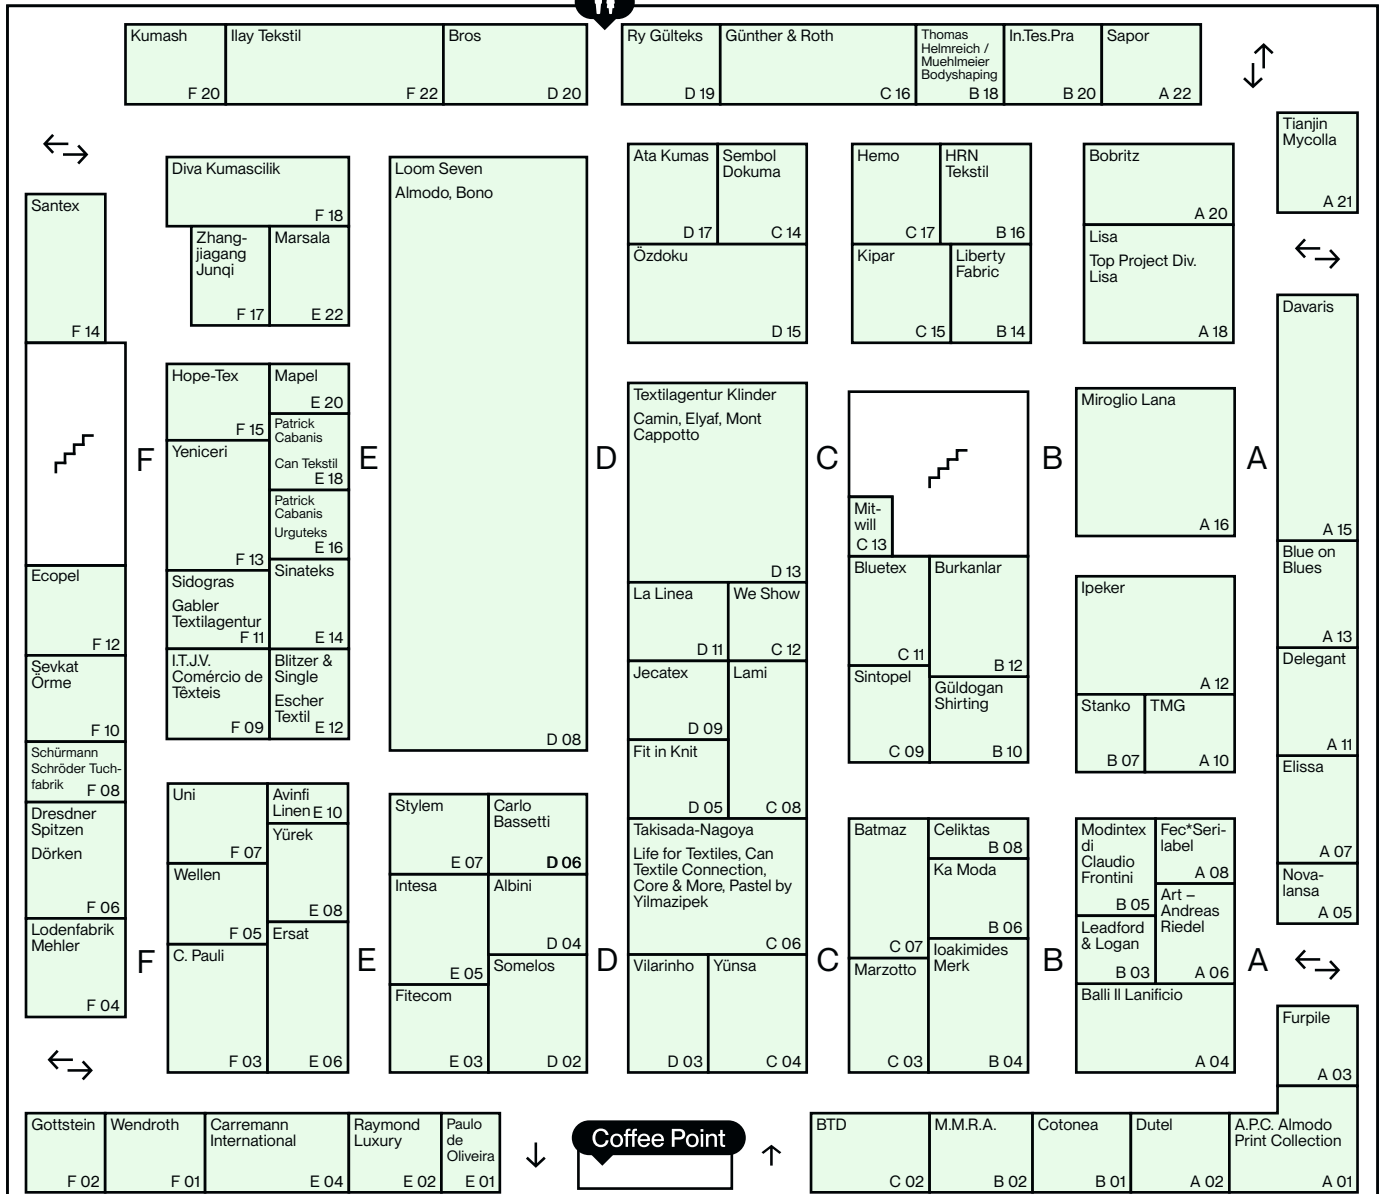 Kumash
F 20
Ilay Tekstil
F 22
Bros
D 20
Ry Gülteks
D 19
Günther & Roth
C 16
Thomas
Helmreich /
Muehlmeier
Bodyshaping
B 18
In.Tes.Pra
B 20
Sapor
A 22
Tianjin
Mycolla
A 21
Santex
F 14
Diva Kumascilik
F 18
Zhang-
jiagang
Junqi
F 17
Marsala
E 22
Loom Seven
Almodo, Bono
D 08
Ata Kumas
D 17
Sembol
Dokuma
C 14
Özdoku
D 15
Hemo
C 17
HRN
Tekstil
B 16
Kipar
C 15
Liberty
Fabric
B 14
Bobritz
A 20
Lisa
Top Project Div.
Lisa
A 18
Davaris
A 15
F
E
D
C
B
A
Hope-Tex
F 15
Mapel
E 20
Patrick
Cabanis
Can Tekstil
E 18
Yeniceri
F 13
Patrick
Cabanis
Urguteks
E 16
Sidogras
Gabler
Textilagentur
F 11
Sinateks
E 14
I.T.J.V.
Comércio de
Têxteis
F 09
Blitzer &
Single
Escher
Textil
E 12
Textilagentur Klinder
Camin, Elyaf, Mont
Cappotto
D 13
La Linea
D 11
We Show
C 12
Jecatex
D 09
Lami
C 08
Fit in Knit
D 05
Mit-
will
C 13
Bluetex
C 11
Burkanlar
B 12
Sintopel
C 09
Güldogan
Shirting
B 10
Miroglio Lana
A 16
Ipeker
A 12
Stanko
B 07
TMG
A 10
Blue on
Blues
A 13
Delegant
A 11
Elissa
A 07
Nova-
lansa
A 05
Ecopel
F 12
Sevkat
Örme
F 10
Schürmann
Schröder Tuch-
fabrik
F 08
Dresdner
Spitzen
Dörken
F 06
Lodenfabrik
Mehler
F 04
Uni
F 07
Avinfi
Linen E 10
Yürek
E 08
Wellen
F 05
C. Pauli
F 03
Ersat
E 06
Stylem
E 07
Carlo
Bassetti
D 06
Intesa
E 05
Albini
D 04
Fitecom
E 03
Somelos
D 02
Takisada-Nagoya
Life for Textiles, Can
Textile Connection,
Core & More, Pastel by
Yilmazipek
C 06
Vilarinho
D 03
Yünsa
C 04
Batmaz
C 07
Celiktas
B 08
Ka Moda
B 06
Marzotto
C 03
Ioakimides
Merk
B 04
Modintex
di
Claudio
Frontini
B 05
Fec*Seri-
label
A 08
Leadford
& Logan
B 03
Art –
Andreas
Riedel
A 06
Balli Il Lanificio
A 04
F
E
D
C
B
A
Furpile
A 03
Gottstein
F 02
Wendroth
F 01
Carremann
International
E 04
Raymond
Luxury
E 02
Paulo
de
Oliveira
E 01
Coffee Point
BTD
C 02
M.M.R.A.
B 02
Cotonea
B 01
Dutel
A 02
A.P.C. Almodo
Print Collection
A 01